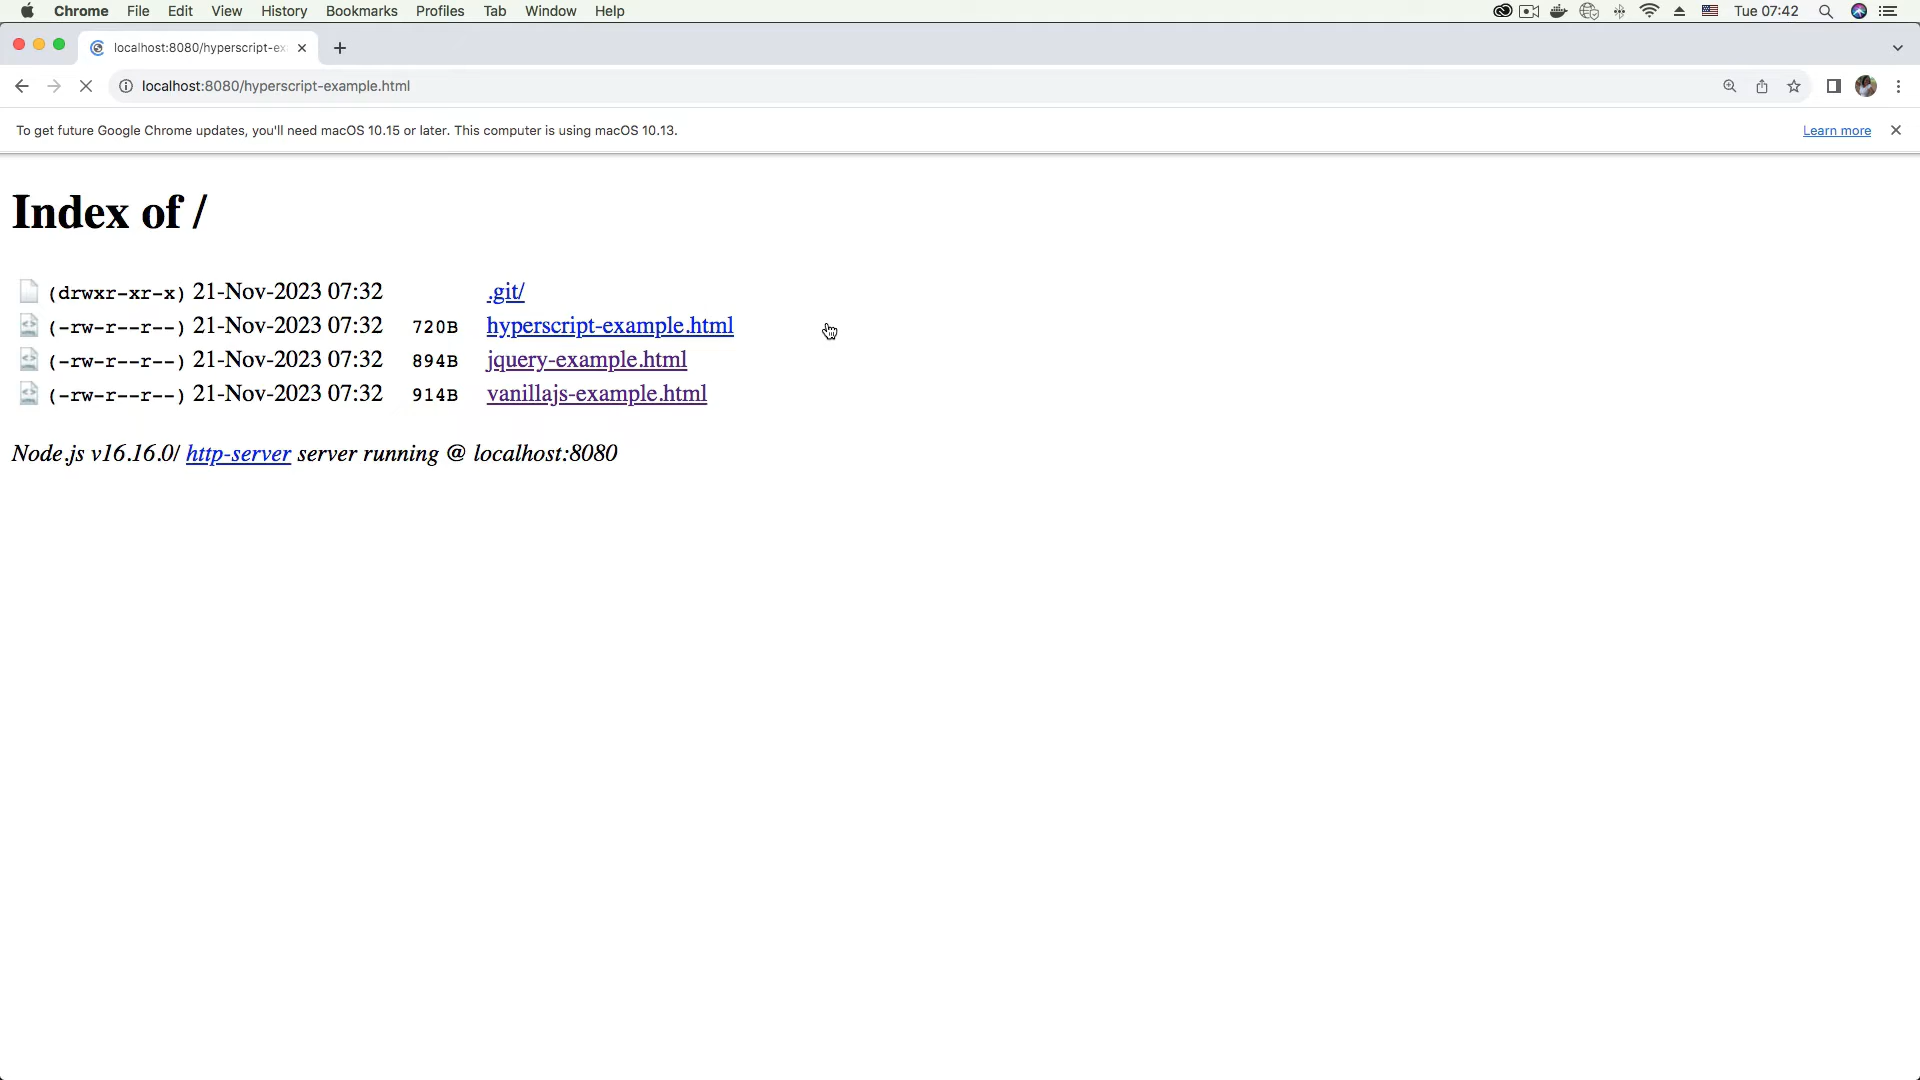 Chrome File Edit View History Bookmarks Profiles Tab Window Help Tue 07:42
localhost:8080/hyperscript-ex
localhost:8080/hyperscript-example.html
To get future Google Chrome updates, you'll need macOS 10.15 or later. This computer is using macOS 10.13. Learn more
Index of /
(drwxr-xr-x) 21-Nov-2023 07:32 .git/
(-rw-r--r--) 21-Nov-2023 07:32 720B hyperscript-example.html
(-rw-r--r--) 21-Nov-2023 07:32 894B jquery-example.html
(-rw-r--r--) 21-Nov-2023 07:32 914B vanillajs-example.html
Node.js v16.16.0/ http-server server running @ localhost:8080